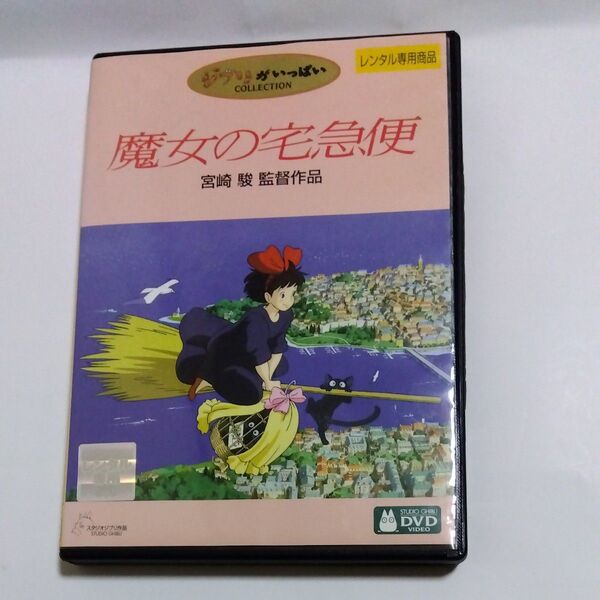 ジブリがいっぱい
COLLECTION
レンタル専用商品
魔女の宅急便
宮崎 駿 監督作品
スタジオジブリ作品
STUDIO GHIBLI
STUDIO GHIBLI
DVD
VIDEO